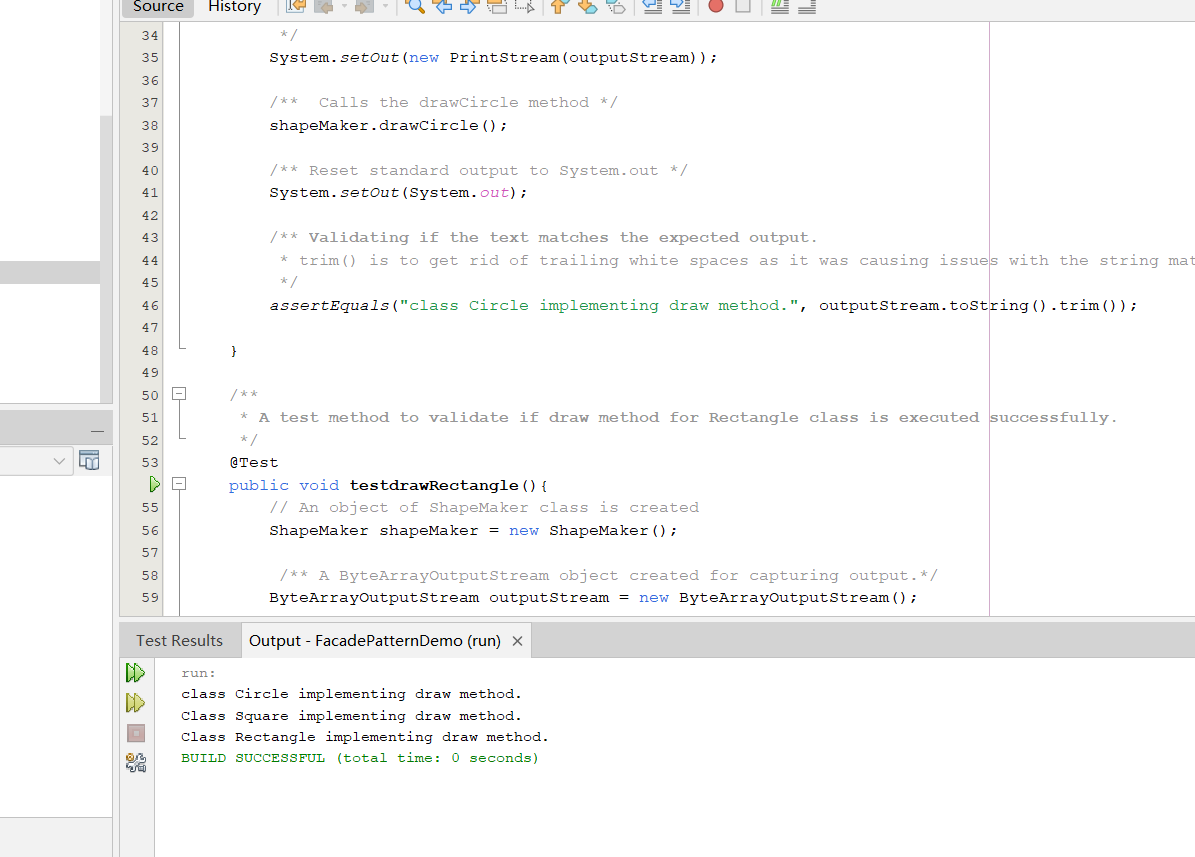 Source History
34 */
35 System.setOut(new PrintStream(outputStream));
36
37 /**  Calls the drawCircle method */
38 shapeMaker.drawCircle();
39
40 /** Reset standard output to System.out */
41 System.setOut(System.out);
42
43 /** Validating if the text matches the expected output.
44 * trim() is to get rid of trailing white spaces as it was causing issues with the string mat
45 */
46 assertEquals("class Circle implementing draw method.", outputStream.toString().trim());
47
48 }
49
50 /**
51 * A test method to validate if draw method for Rectangle class is executed successfully.
52 */
53 @Test
public void testdrawRectangle(){
55 // An object of ShapeMaker class is created
56 ShapeMaker shapeMaker = new ShapeMaker();
57
58 /** A ByteArrayOutputStream object created for capturing output.*/
59 ByteArrayOutputStream outputStream = new ByteArrayOutputStream();
Test Results Output - FacadePatternDemo (run)
run:
class Circle implementing draw method.
Class Square implementing draw method.
Class Rectangle implementing draw method.
BUILD SUCCESSFUL (total time: 0 seconds)